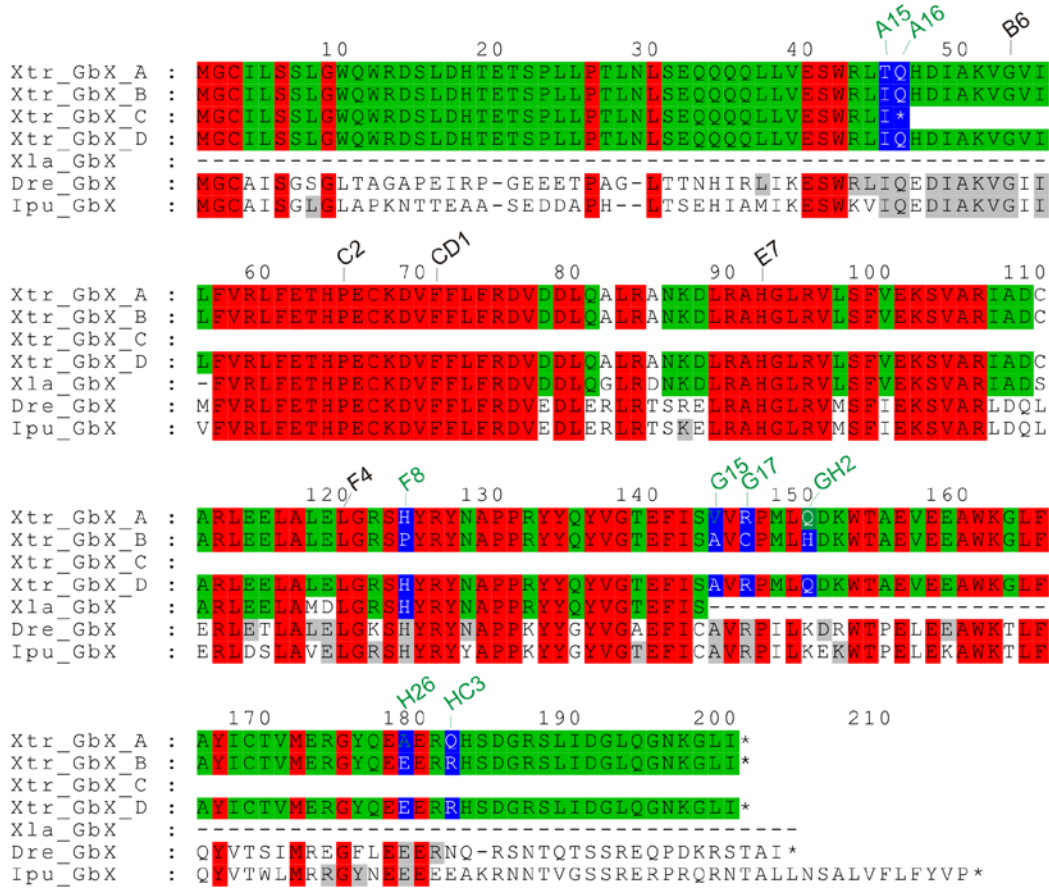 A15 A16 B6
10 20 30 40 50
Xtr_GbX_A : MGCILSSLGWQWRDSLDHTETSPLLPTLNLSEQQQQLLVESWRLTQHDIAKVGVI
Xtr_GbX_B : MGCILSSLGWQWRDSLDHTETSPLLPTLNLSEQQQQLLVESWRLIQHDIAKVGVI
Xtr_GbX_C : MGCILSSLGWQWRDSLDHTETSPLLPTLNLSEQQQQLLVESWRLI*
Xtr_GbX_D : MGCILSSLGWQWRDSLDHTETSPLLPTLNLSEQQQQLLVESWRLIQHDIAKVGVI
Xla_GbX : -------------------------------------------------------
Dre_GbX : MGCAISGSGLTAGAPEIRP-GEEETPAG-LTTNHIRLIKESWRLIQEDIAKVGII
Ipu_GbX : MGCAISGLGLAPKNTTEAA-SEDDAPH--LTSEHIAMIKESWKVIQEDIAKVGII
C2 CD1 E7
60 70 80 90 100 110
Xtr_GbX_A : LFVRLFETHPECKDVFFLFRDVDDLQALRANKDLRAHGLRVLSFVEKSVARIADC
Xtr_GbX_B : LFVRLFETHPECKDVFFLFRDVDDLQALRANKDLRAHGLRVLSFVEKSVARIADC
Xtr_GbX_C :
Xtr_GbX_D : LFVRLFETHPECKDVFFLFRDVDDLQALRANKDLRAHGLRVLSFVEKSVARIADC
Xla_GbX : -FVRLFETHPECKDVFFLFRDVDDLQGLRDNKDLRAHGLRVLSFVEKSVARIADS
Dre_GbX : MFVRLFETHPECKDVFFLFRDVEDLERLRTSRELRAHGLRVMSFIEKSVARLDQL
Ipu_GbX : VFVRLFETHPECKDVFFLFRDVEDLERLRTSKELRAHGLRVMSFIEKSVARLDQL
F4 F8 G15 G17 GH2
120 130 140 150 160
Xtr_GbX_A : ARLEELALELGRSHYRYNAPPRYYQYVGTEFISVVRPMLQDKWTAEVEEAWKGLF
Xtr_GbX_B : ARLEELALELGRSPYRYNAPPRYYQYVGTEFISAVCPMLHDKWTAEVEEAWKGLF
Xtr_GbX_C :
Xtr_GbX_D : ARLEELALELGRSHYRYNAPPRYYQYVGTEFISAVRPMLQDKWTAEVEEAWKGLF
Xla_GbX : ARLEELAMDLGRSHYRYNAPPRYYQYVGTEFIS----------------------
Dre_GbX : ERLETLALELGKSHYRYNAPPKYYGYVGAEFICAVRPILKDRWTPELEEAWKTLF
Ipu_GbX : ERLDSLAVELGRSHYRYYAPPKYYGYVGTEFICAVRPILKEKWTPELEKAWKTLF
H26 HC3
170 180 190 200 210
Xtr_GbX_A : AYICTVMERGYQEAERQHSDGRSLIDGLQGNKGLI*
Xtr_GbX_B : AYICTVMERGYQEEERRHSDGRSLIDGLQGNKGLI*
Xtr_GbX_C :
Xtr_GbX_D : AYICTVMERGYQEEERRHSDGRSLIDGLQGNKGLI*
Xla_GbX : ---------------------------------------
Dre_GbX : QYVTSIMREGFLEEERNQ-RSNTQTSSREQPDKRSTAI*
Ipu_GbX : QYVTWLMRRGYNEEEEEAKRNNTVGSSRERPRQRNTALLNSALVFLFYVP*